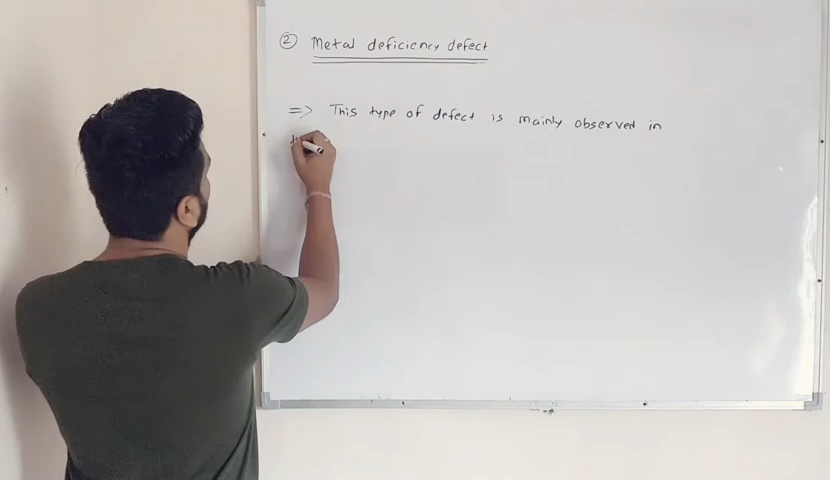 ② Metal deficiency defect
=> This type of defect is mainly observed in